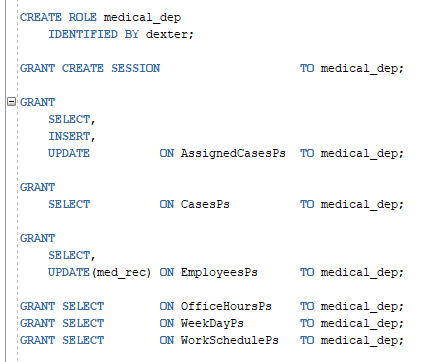 CREATE ROLE medical_dep
IDENTIFIED BY dexter;
GRANT CREATE SESSION TO medical_dep;
GRANT
SELECT,
INSERT,
UPDATE ON AssignedCasesPs TO medical_dep;
GRANT
SELECT ON CasesPs TO medical_dep;
GRANT
SELECT,
UPDATE(med_rec) ON EmployeesPs TO medical_dep;
GRANT SELECT ON OfficeHoursPs TO medical_dep;
GRANT SELECT ON WeekDayPs TO medical_dep;
GRANT SELECT ON WorkSchedulePs TO medical_dep;